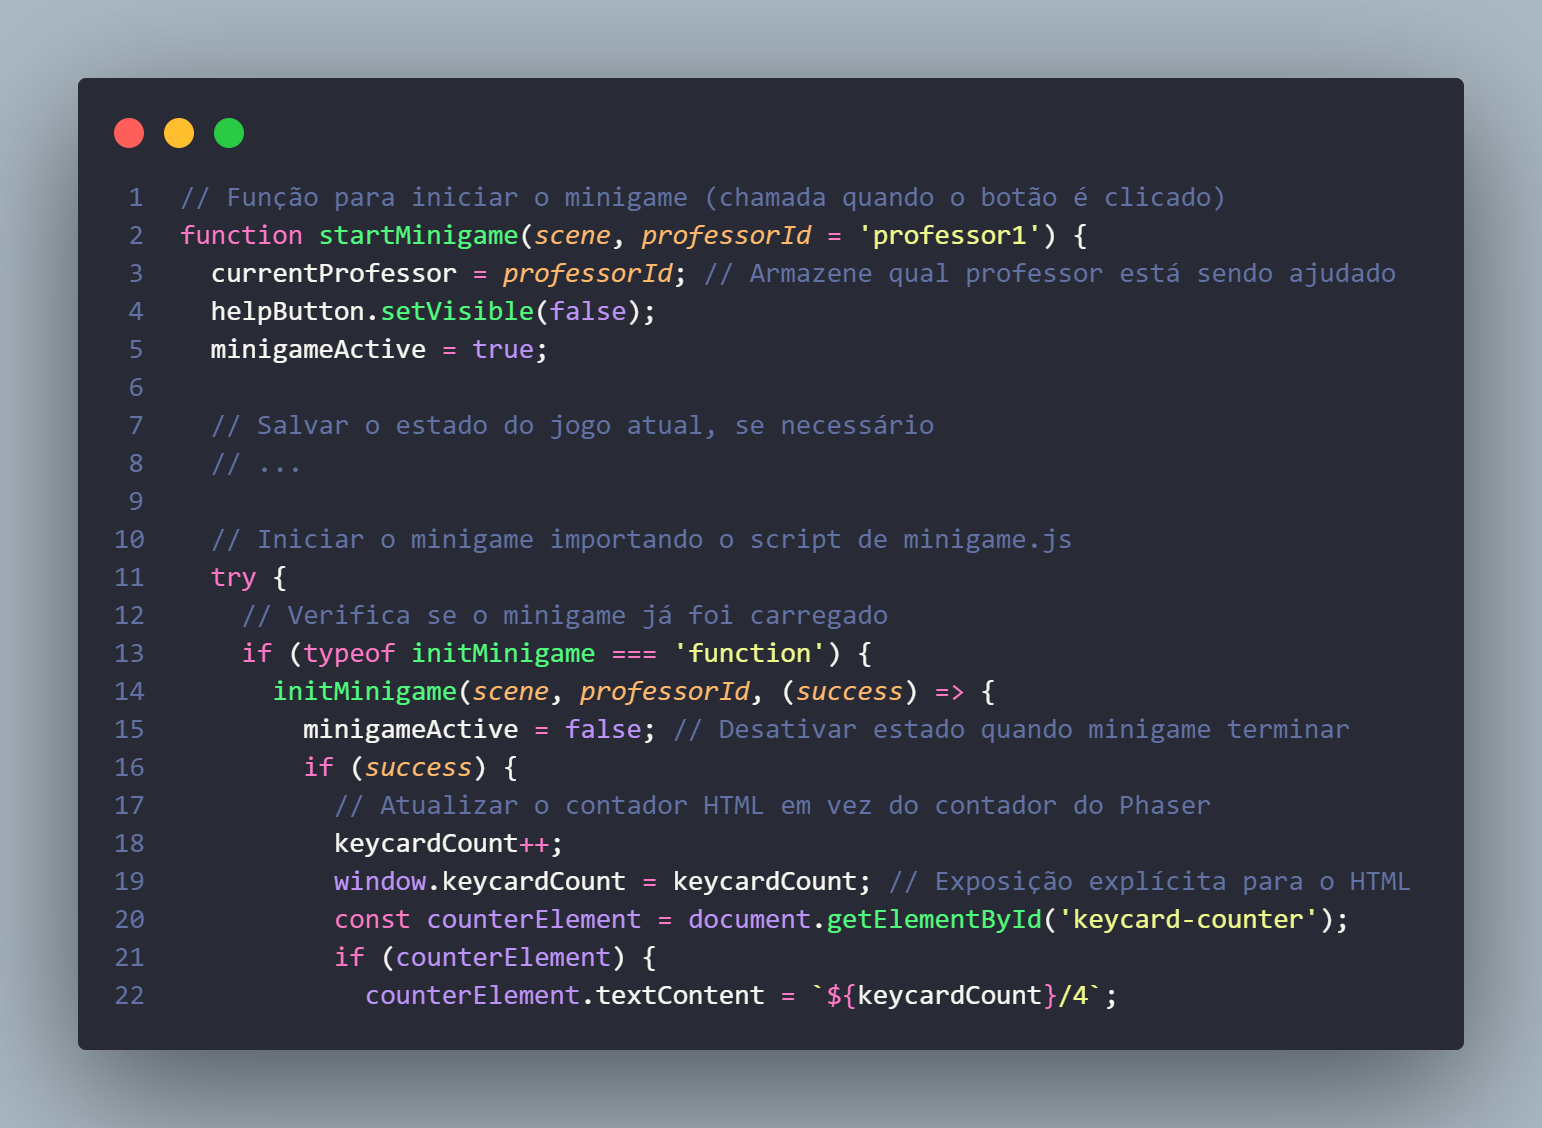 1 // Função para iniciar o minigame (chamada quando o botão é clicado)
2 function startMinigame(scene, professorId = 'professor1') {
3   currentProfessor = professorId; // Armazene qual professor está sendo ajudado
4   helpButton.setVisible(false);
5   minigameActive = true;
6
7   // Salvar o estado do jogo atual, se necessário
8   // ...
9
10   // Iniciar o minigame importando o script de minigame.js
11   try {
12     // Verifica se o minigame já foi carregado
13     if (typeof initMinigame === 'function') {
14       initMinigame(scene, professorId, (success) => {
15         minigameActive = false; // Desativar estado quando minigame terminar
16         if (success) {
17           // Atualizar o contador HTML em vez do contador do Phaser
18           keycardCount++;
19           window.keycardCount = keycardCount; // Exposição explícita para o HTML
20           const counterElement = document.getElementById('keycard-counter');
21           if (counterElement) {
22             counterElement.textContent = `${keycardCount}/4`;